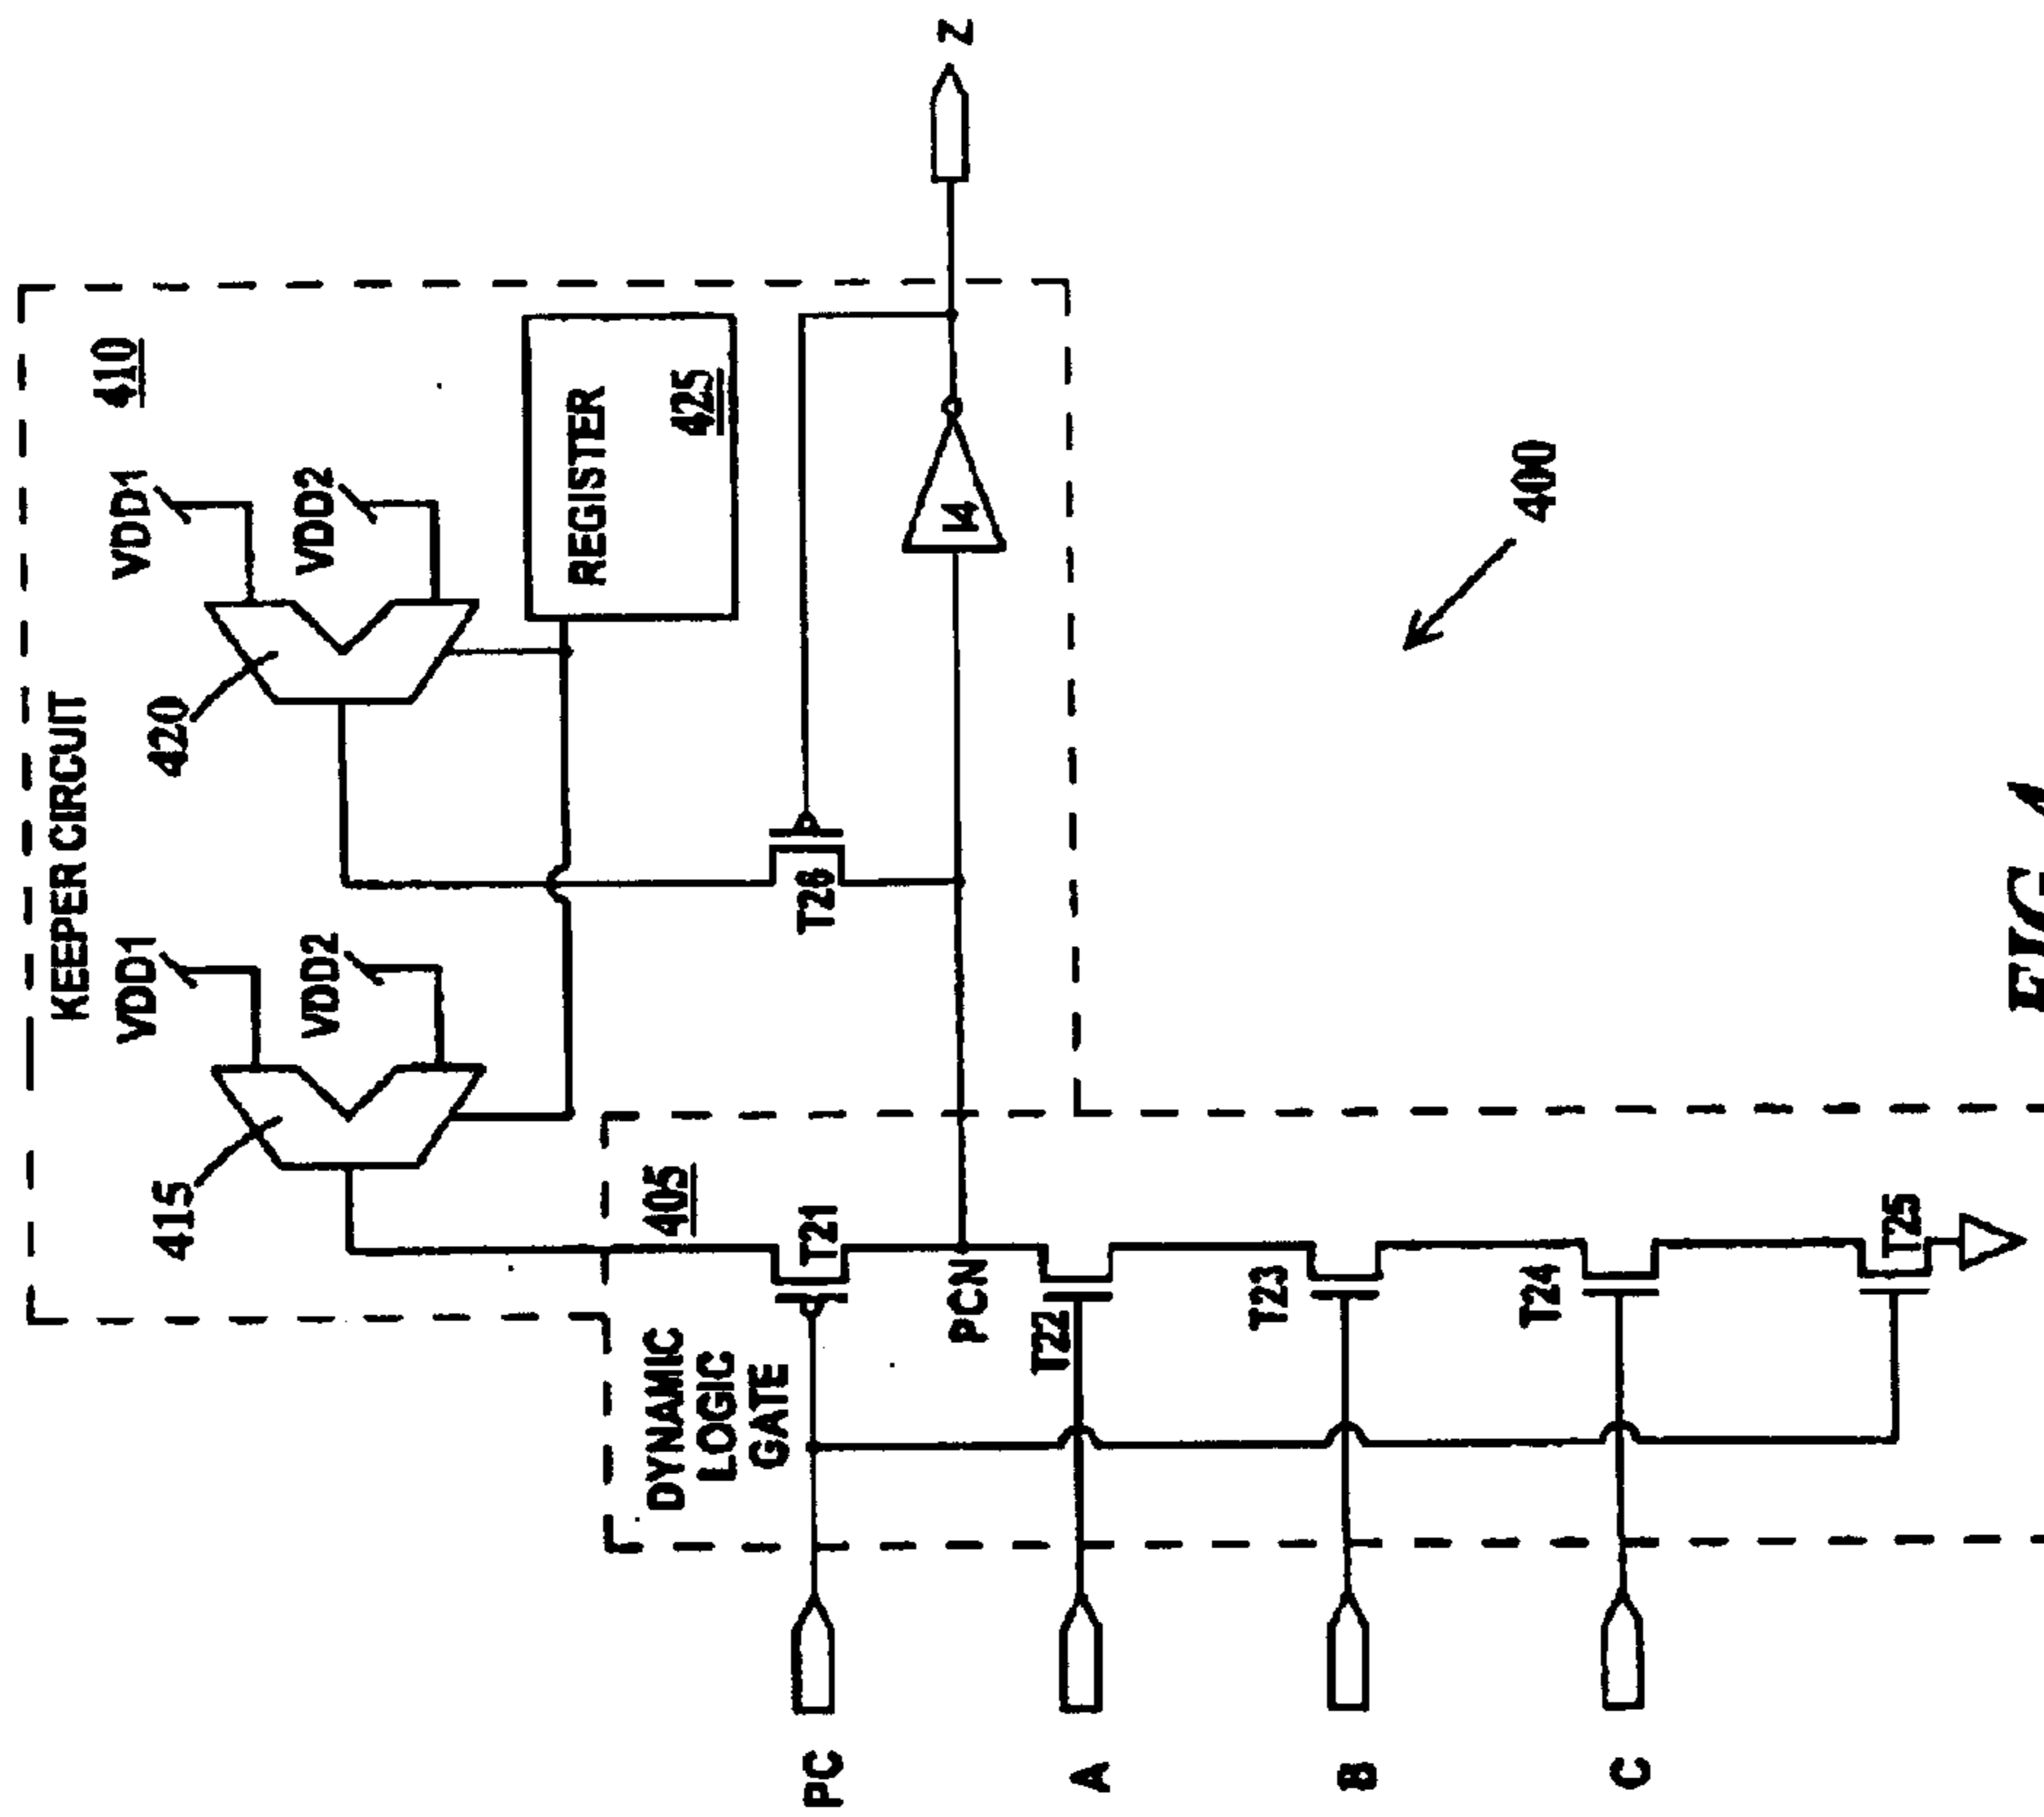 KEEPER CIRCUIT
410
415
VDD1
VDD2
420
VDD1
VDD2
REGISTER
425
DYNAMIC
LOGIC
GATE
405
PC
T21
T26
PCN
I4
Z
A
T22
B
T23
C
T24
T25
400